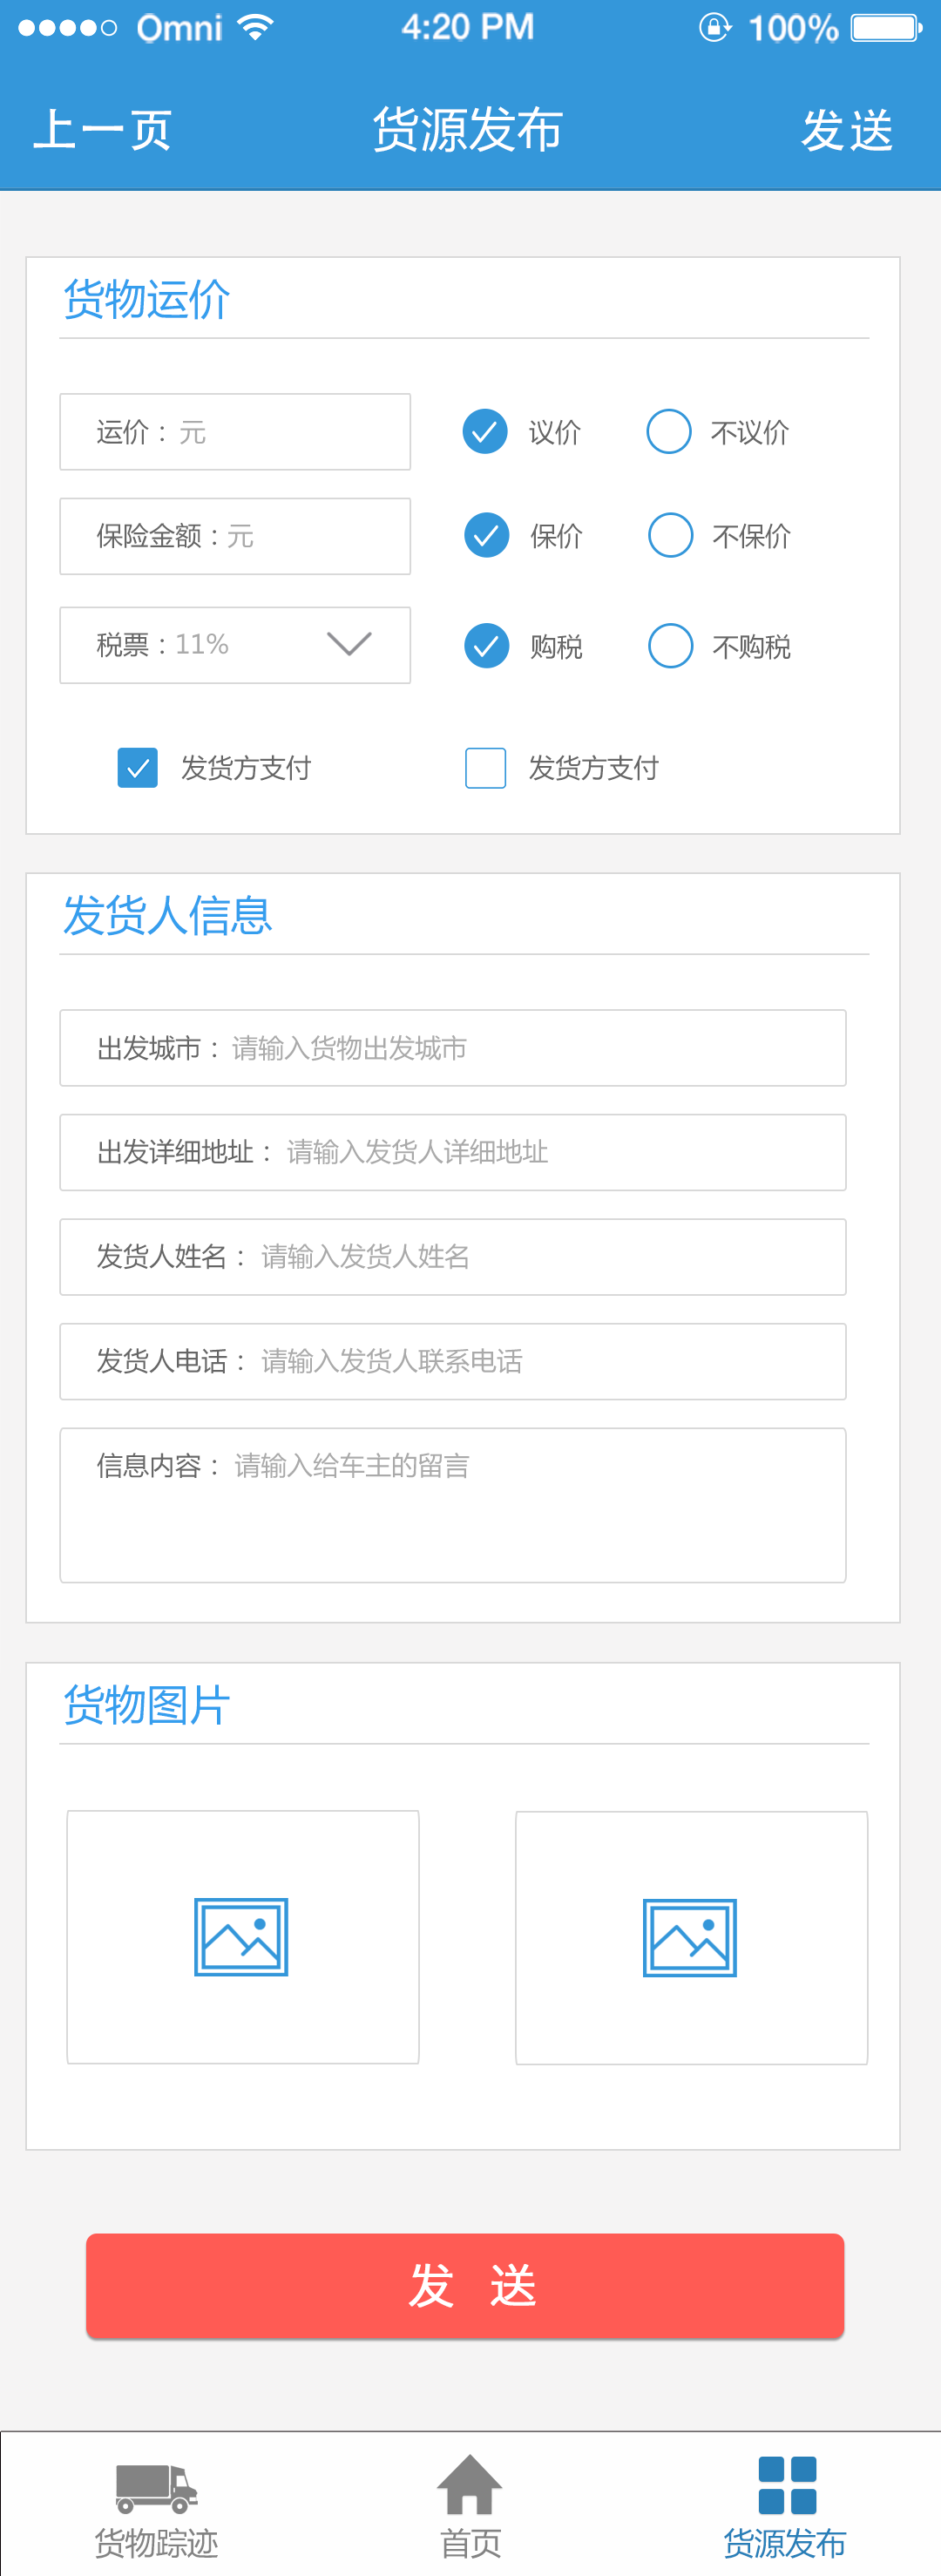 Omni 4:20 PM 100%
上一页 货源发布 发送
货物运价
运价：元 议价 不议价
保险金额：元 保价 不保价
税票：11% 购税 不购税
发货方支付 发货方支付
发货人信息
出发城市： 请输入货物出发城市
出发详细地址： 请输入发货人详细地址
发货人姓名： 请输入发货人姓名
发货人电话： 请输入发货人联系电话
信息内容： 请输入给车主的留言
货物图片
发 送
货物踪迹 首页 货源发布